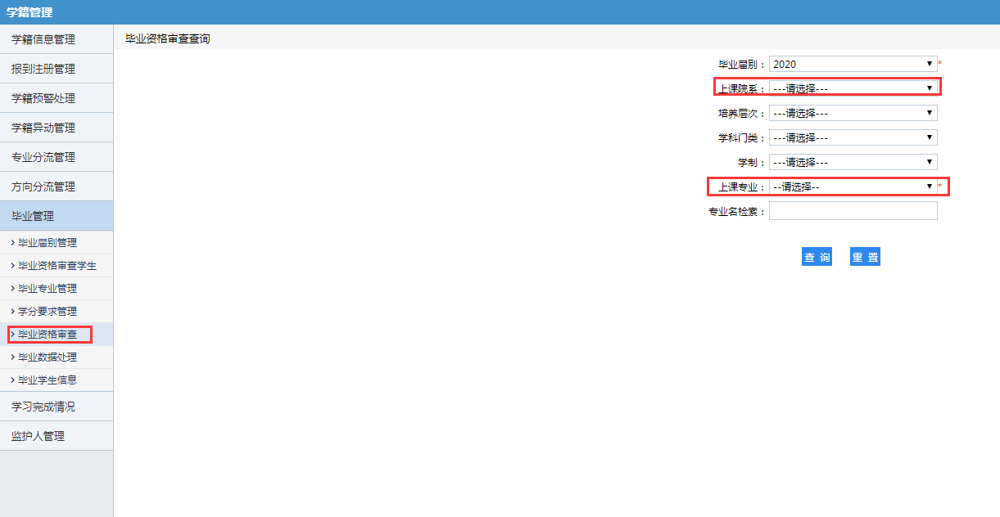 学籍管理
学籍信息管理
报到注册管理
学籍预警处理
学籍异动管理
专业分流管理
方向分流管理
毕业管理
毕业届别管理
毕业资格审查学生
毕业专业管理
学分要求管理
毕业资格审查
毕业数据处理
毕业学生信息
学习完成情况
监护人管理
毕业资格审查查询
毕业届别： 2020 *
上课院系： ---请选择---
培养层次： ---请选择---
学科门类： ---请选择---
学制： ---请选择---
上课专业： --请选择-- *
专业名检索：
查 询 重 置